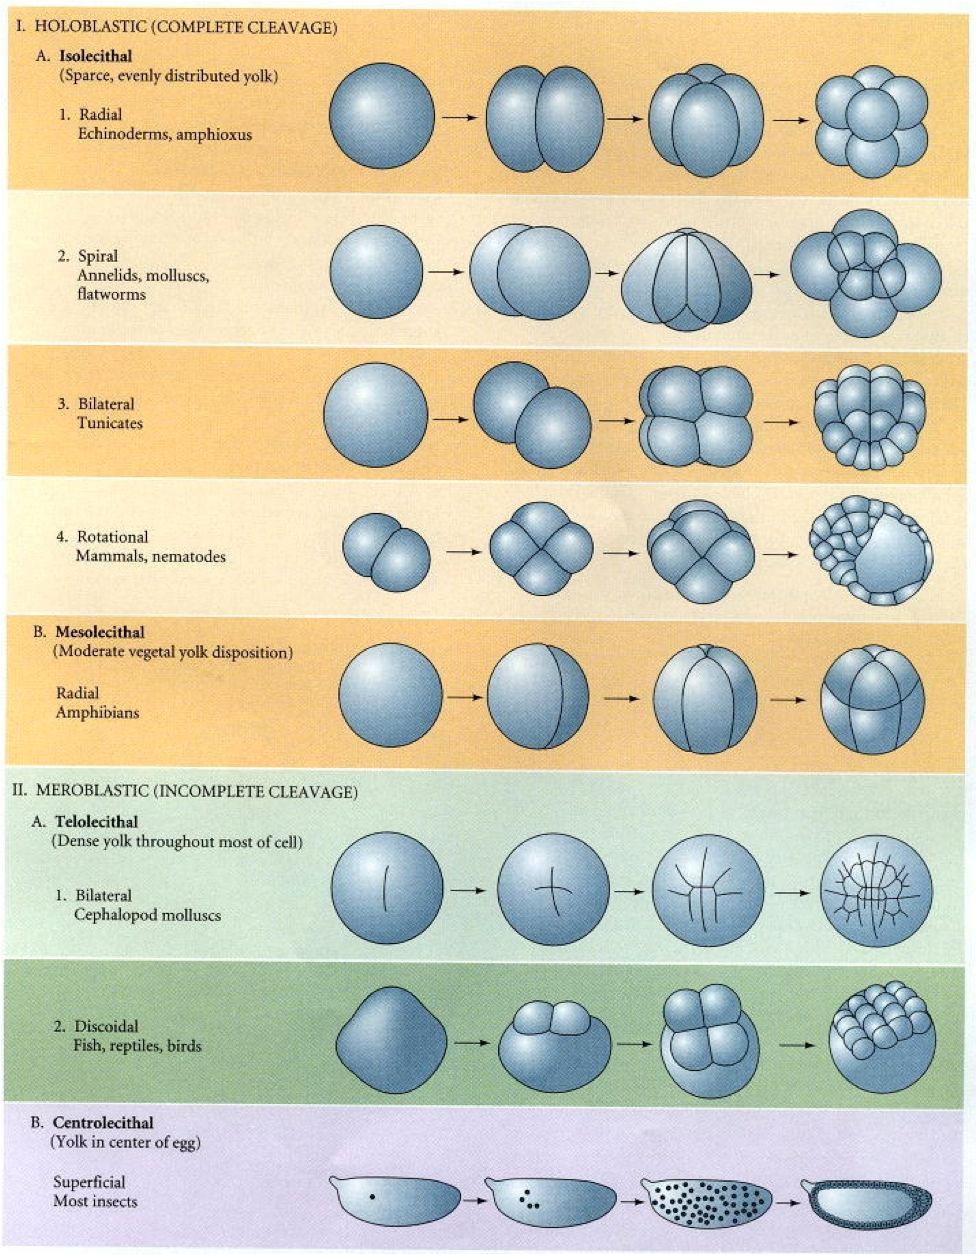 I. HOLOBLASTIC (COMPLETE CLEAVAGE)
A. Isolecithal
(Sparce, evenly distributed yolk)
1. Radial
Echinoderms, amphioxus
2. Spiral
Annelids, molluscs,
flatworms
3. Bilateral
Tunicates
4. Rotational
Mammals, nematodes
B. Mesolecithal
(Moderate vegetal yolk disposition)
Radial
Amphibians
II. MEROBLASTIC (INCOMPLETE CLEAVAGE)
A. Telolecithal
(Dense yolk throughout most of cell)
1. Bilateral
Cephalopod molluscs
2. Discoidal
Fish, reptiles, birds
B. Centrolecithal
(Yolk in center of egg)
Superficial
Most insects